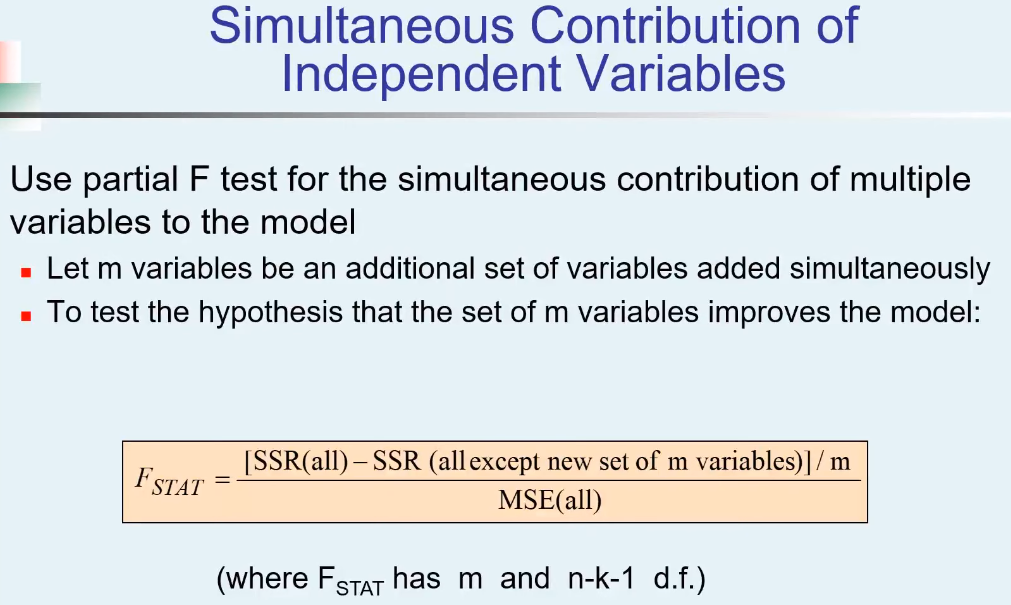 Simultaneous Contribution of
Independent Variables
Use partial F test for the simultaneous contribution of multiple
variables to the model
Let m variables be an additional set of variables added simultaneously
To test the hypothesis that the set of m variables improves the model:
F_STAT = [SSR(all) – SSR (all except new set of m variables)] / m
MSE(all)
(where F_STAT has m and n-k-1 d.f.)